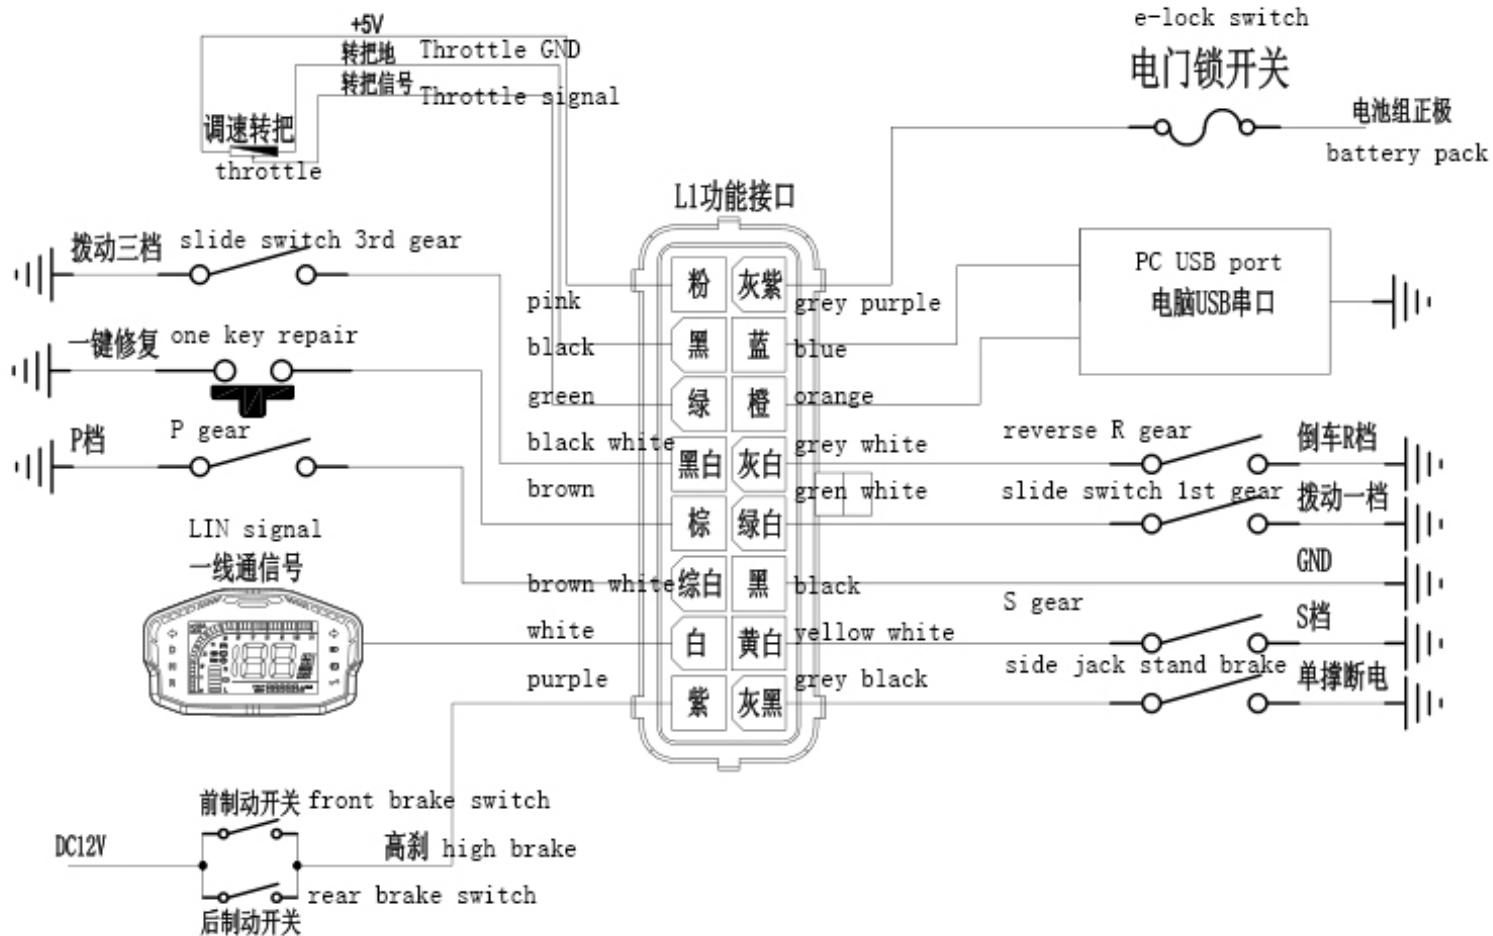 +5V
转把地 Throttle GND
转把信号 Throttle signal
调速转把
throttle
e-lock switch
电门锁开关
电池组正极
battery pack
L1功能接口
拨动三档 slide switch 3rd gear
一键修复 one key repair
P档 P gear
LIN signal
一线通信号
pink
black
green
black white
brown
brown white
white
purple
粉 灰紫
黑 蓝
绿 橙
黑白 灰白
棕 绿白
综白 黑
白 黄白
紫 灰黑
grey purple
blue
orange
grey white
gren white
black
yellow white
grey black
PC USB port
电脑USB串口
reverse R gear 倒车R档
slide switch 1st gear 拨动一档
GND
S gear S档
side jack stand brake 单撑断电
前制动开关 front brake switch
DC12V
高刹 high brake
rear brake switch
后制动开关